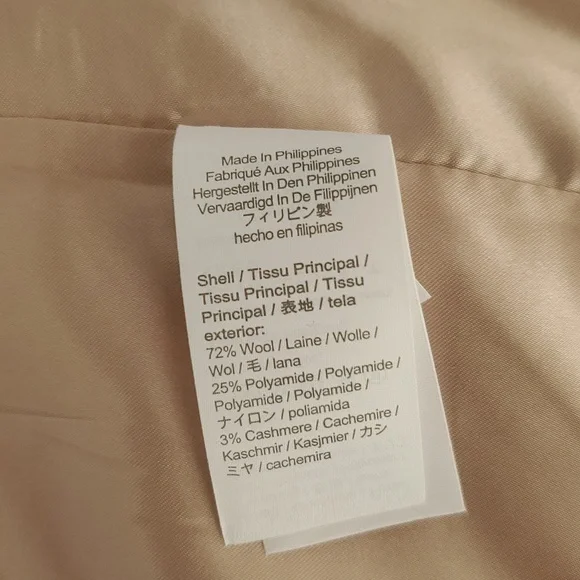 Made In Philippines
Fabriqué Aux Philippines
Hergestellt In Den Philippinen
Vervaardigd In De Filippijnen
フィリピン製
hecho en filipinas
Shell / Tissu Principal /
Tissu Principal / Tissu
Principal / 表地 / tela
exterior:
72% Wool / Laine / Wolle /
Wol / 毛 / lana
25% Polyamide / Polyamide /
Polyamide / Polyamide /
ナイロン / poliamida
3% Cashmere / Cachemire /
Kaschmir / Kasjmier / カシ
ミヤ / cachemira